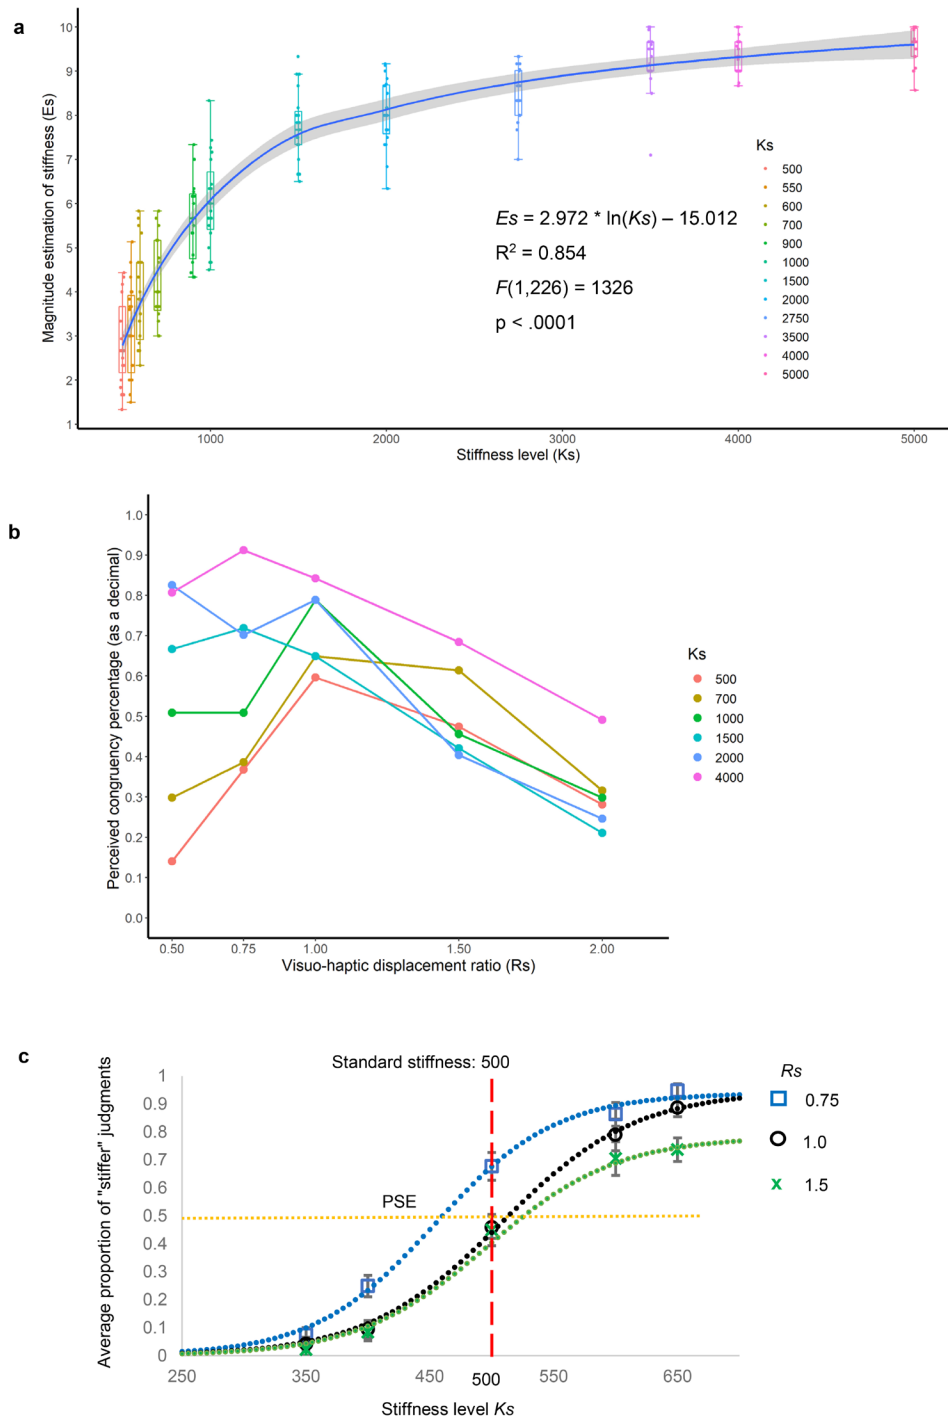 a
Magnitude estimation of stiffness (Es)
10
9
8
7
6
5
4
3
2
1
Es = 2.972 * ln(Ks) – 15.012
R² = 0.854
F(1,226) = 1326
p < .0001
Ks
500
550
600
700
900
1000
1500
2000
2750
3500
4000
5000
1000 2000 3000 4000 5000
Stiffness level (Ks)
b
Perceived congruency percentage (as a decimal)
1.0
0.9
0.8
0.7
0.6
0.5
0.4
0.3
0.2
0.1
0.0
Ks
500
700
1000
1500
2000
4000
0.50 0.75 1.00 1.50 2.00
Visuo-haptic displacement ratio (Rs)
c
Standard stiffness: 500
Average proportion of "stiffer" judgments
1
0.9
0.8
0.7
0.6
0.5
0.4
0.3
0.2
0.1
0
PSE
Rs
0.75
1.0
1.5
250 350 450 500 550 650
Stiffness level Ks